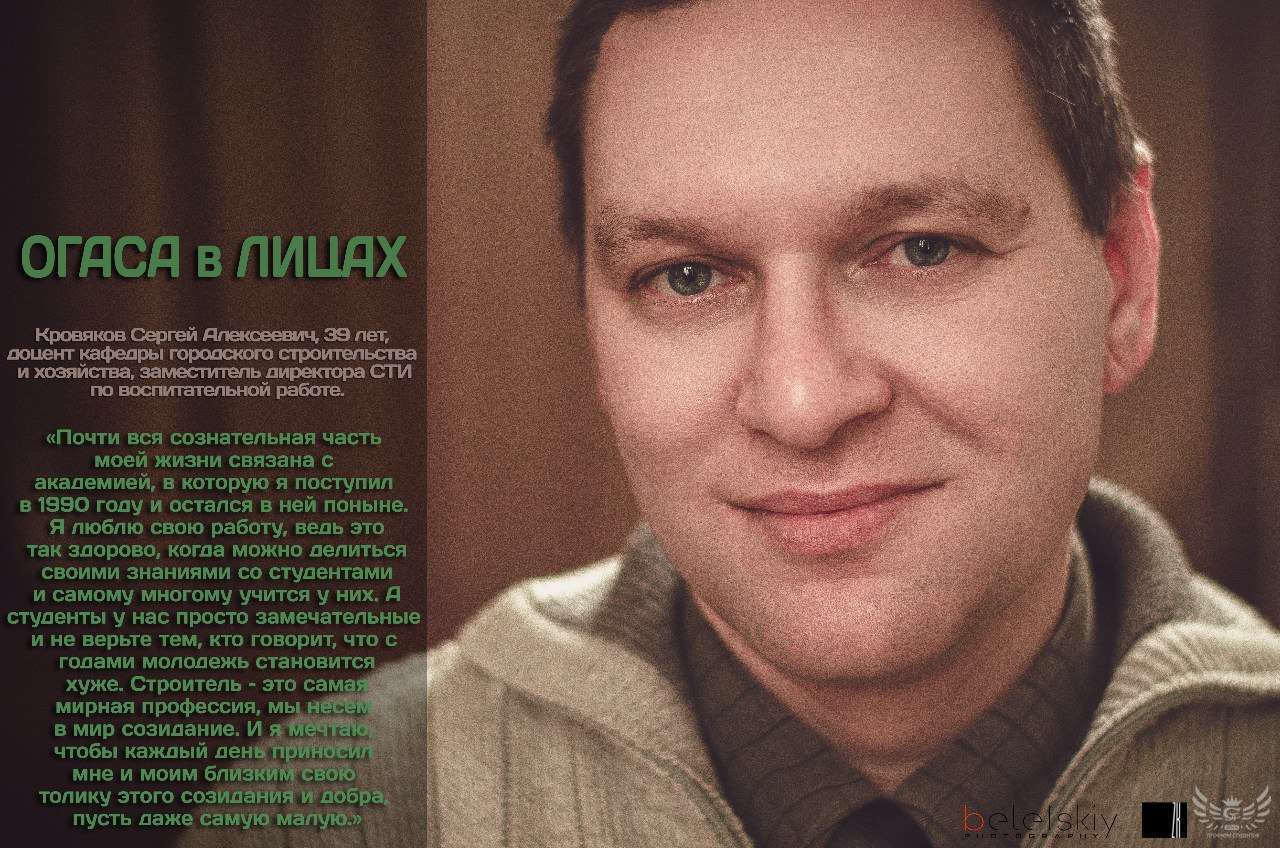 ОГАСА в ЛИЦАХ
Кровяков Сергей Алексеевич, 39 лет,
доцент кафедры городского строительства
и хозяйства, заместитель директора СТИ
по воспитательной работе.
«Почти вся сознательная часть
моей жизни связана с
академией, в которую я поступил
в 1990 году и остался в ней поныне.
Я люблю свою работу, ведь это
так здорово, когда можно делиться
своими знаниями со студентами
и самому многому учится у них. А
студенты у нас просто замечательные
и не верьте тем, кто говорит, что с
годами молодежь становится
хуже. Строитель - это самая
мирная профессия, мы несем
в мир созидание. И я мечтаю,
чтобы каждый день приносил
мне и моим близким свою
толику этого созидания и добра,
пусть даже самую малую.»
beletskiy
PHOTOGRAPHY